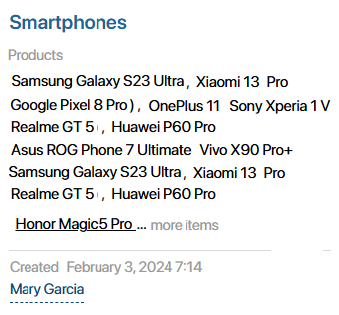 Smartphones
Products
Samsung Galaxy S23 Ultra, Xiaomi 13 Pro
Google Pixel 8 Pro), OnePlus 11 Sony Xperia 1 V
Realme GT 5, Huawei P60 Pro
Asus ROG Phone 7 Ultimate Vivo X90 Pro+
Samsung Galaxy S23 Ultra, Xiaomi 13 Pro
Realme GT 5, Huawei P60 Pro
Honor Magic5 Pro ... more items
Created February 3, 2024 7:14
Mary Garcia